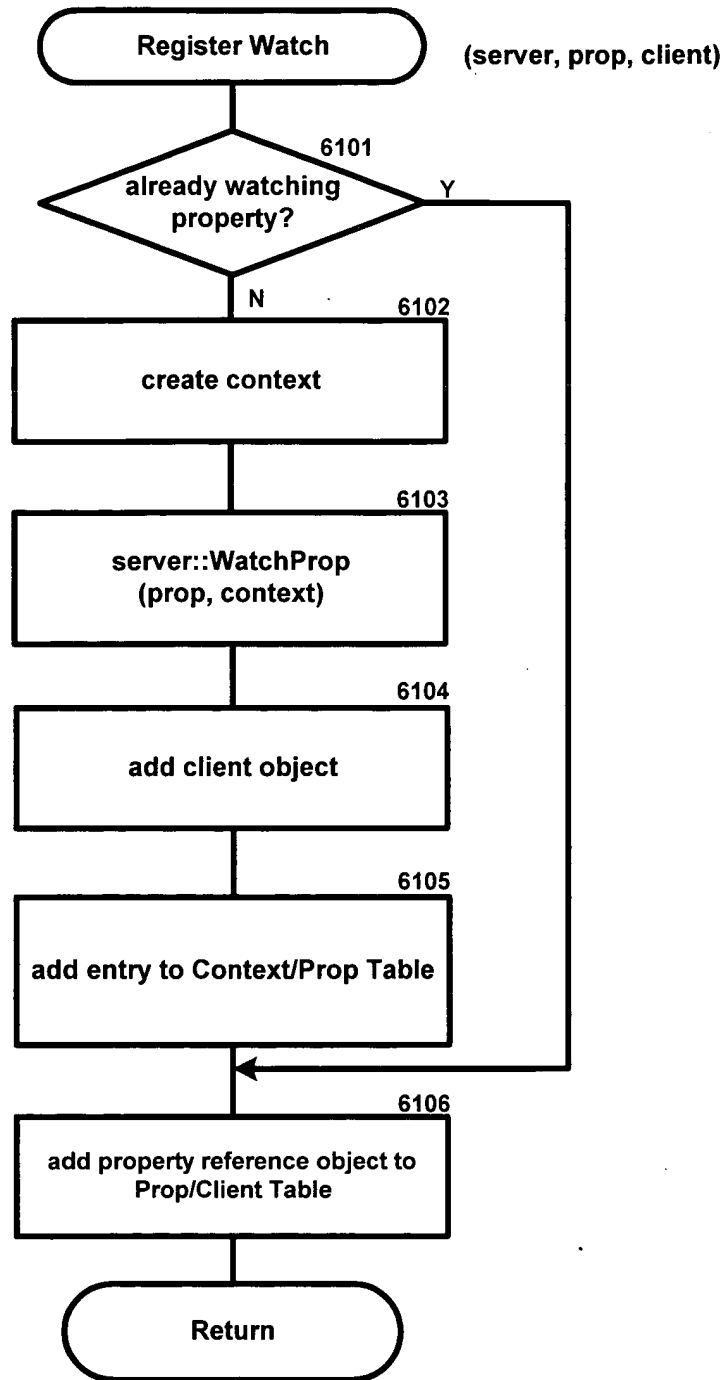 Register Watch
(server, prop, client)
6101
already watching
property?
Y
N
6102
create context
6103
server::WatchProp
(prop, context)
6104
add client object
6105
add entry to Context/Prop Table
6106
add property reference object to
Prop/Client Table
Return